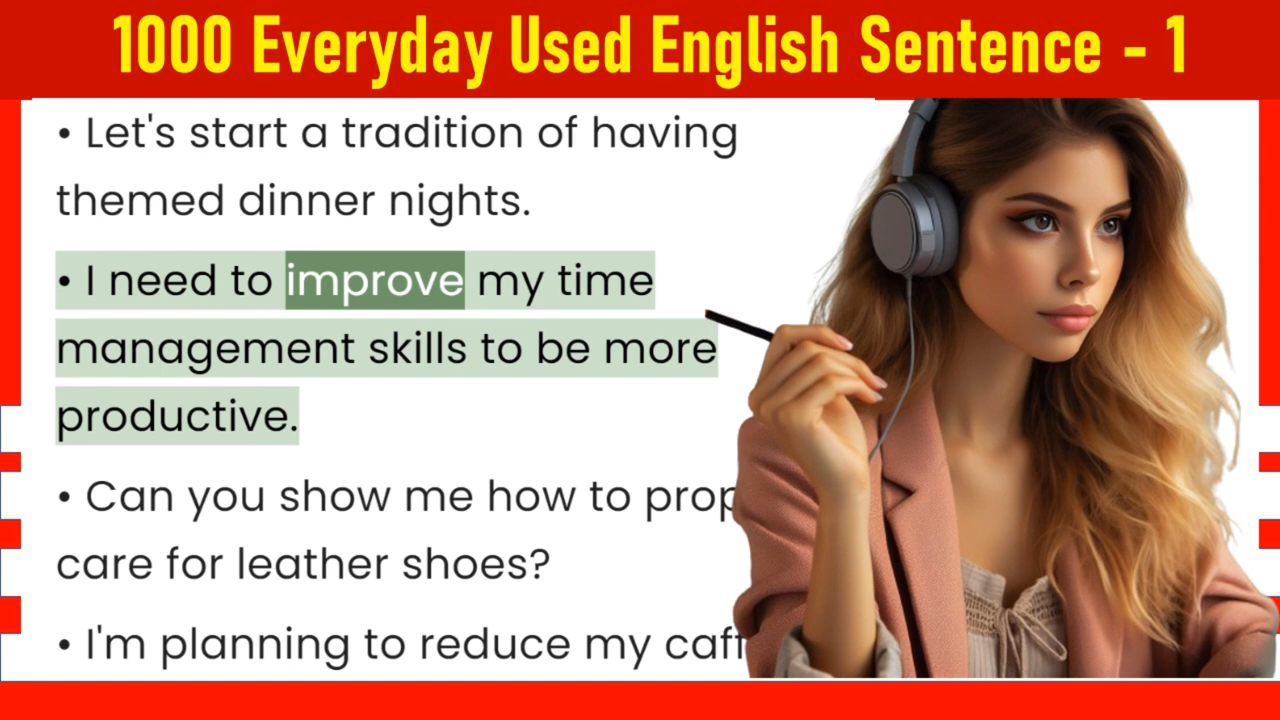 1000 Everyday Used English Sentence - 1
• Let's start a tradition of having
themed dinner nights.
• I need to improve my time
management skills to be more
productive.
• Can you show me how to
care for leather shoes?
• I'm planning to reduce my